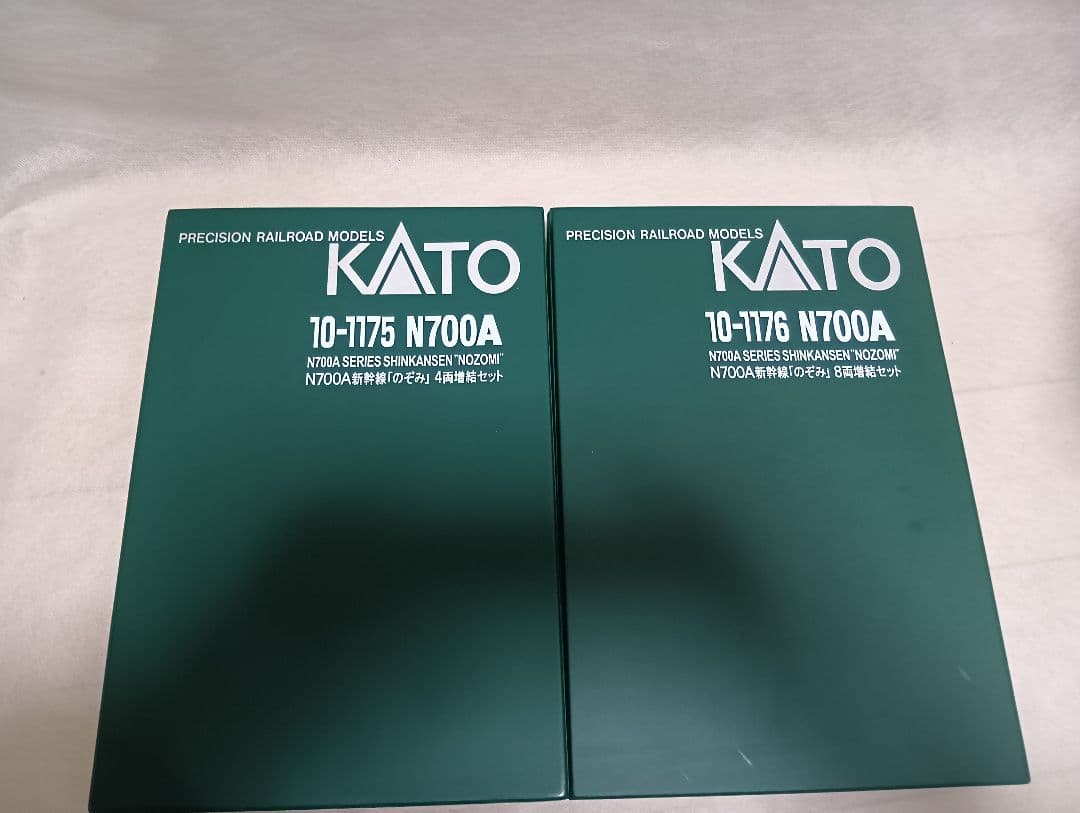 PRECISION RAILROAD MODELS
KATO
10-1175 N700A
N700A SERIES SHINKANSEN "NOZOMI"
N700A新幹線「のぞみ」4両増結セット
PRECISION RAILROAD MODELS
KATO
10-1176 N700A
N700A SERIES SHINKANSEN "NOZOMI"
N700A新幹線「のぞみ」8両増結セット